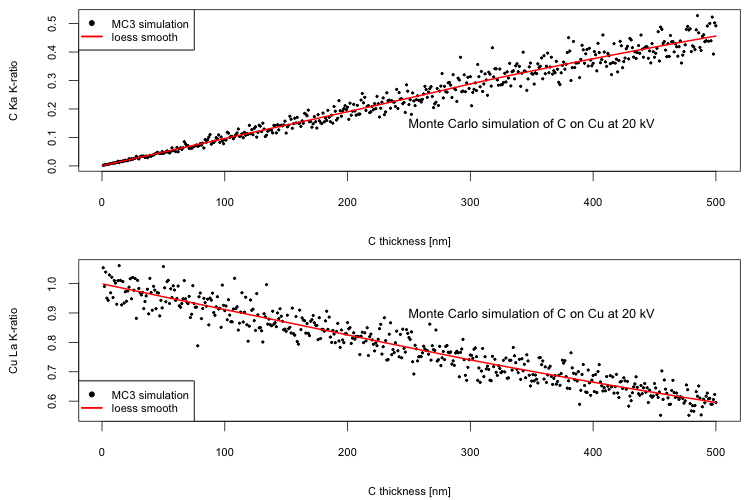 MC3 simulation
loess smooth
C Ka K-ratio
0.5
0.4
0.3
0.2
0.1
0.0
Monte Carlo simulation of C on Cu at 20 kV
0 100 200 300 400 500
C thickness [nm]
Cu La K-ratio
1.0
0.9
0.8
0.7
0.6
Monte Carlo simulation of C on Cu at 20 kV
MC3 simulation
loess smooth
0 100 200 300 400 500
C thickness [nm]